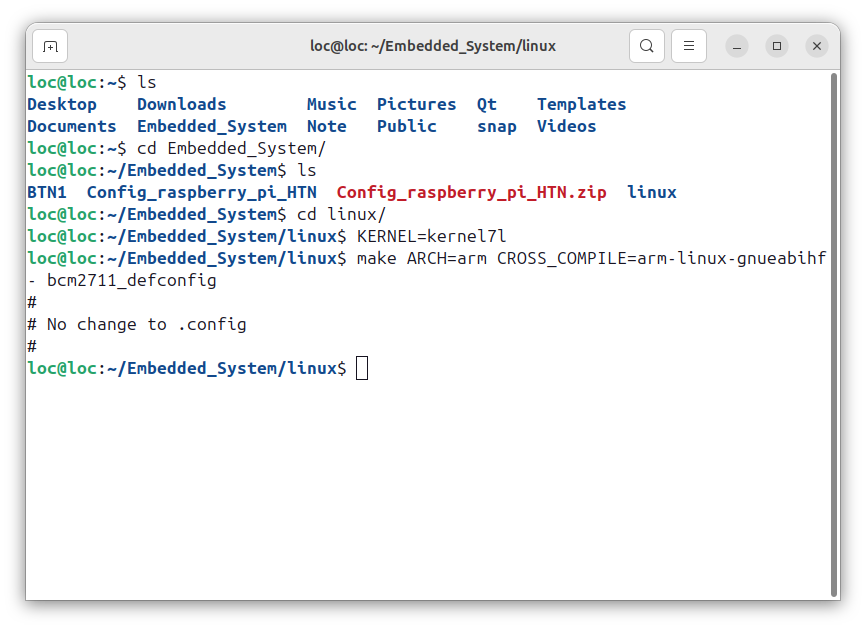 loc@loc: ~/Embedded_System/linux
loc@loc:~$ ls
Desktop    Downloads        Music  Pictures  Qt    Templates
Documents  Embedded_System  Note   Public    snap  Videos
loc@loc:~$ cd Embedded_System/
loc@loc:~/Embedded_System$ ls
BTN1  Config_raspberry_pi_HTN  Config_raspberry_pi_HTN.zip  linux
loc@loc:~/Embedded_System$ cd linux/
loc@loc:~/Embedded_System/linux$ KERNEL=kernel7l
loc@loc:~/Embedded_System/linux$ make ARCH=arm CROSS_COMPILE=arm-linux-gnueabihf
- bcm2711_defconfig
#
# No change to .config
#
loc@loc:~/Embedded_System/linux$